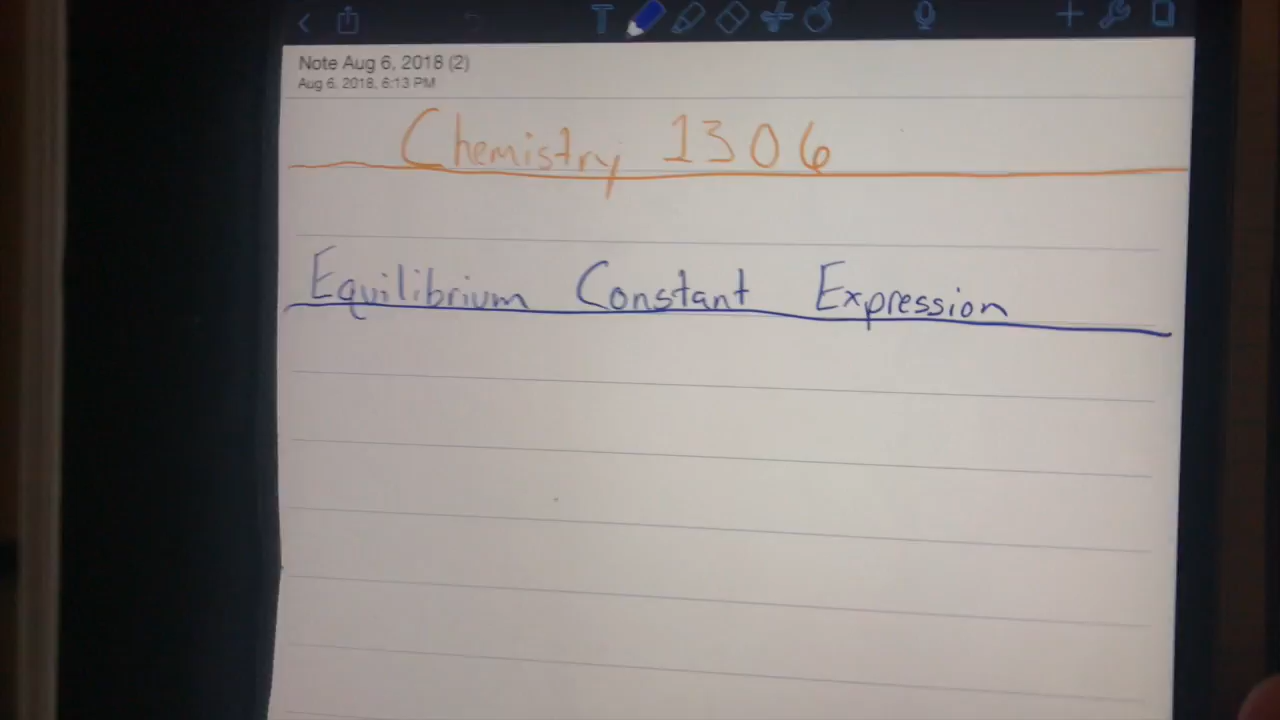 Note Aug 6, 2018 (2)
Aug 6, 2018, 6:13 PM
Chemistry 1306
Equilibrium Constant Expression